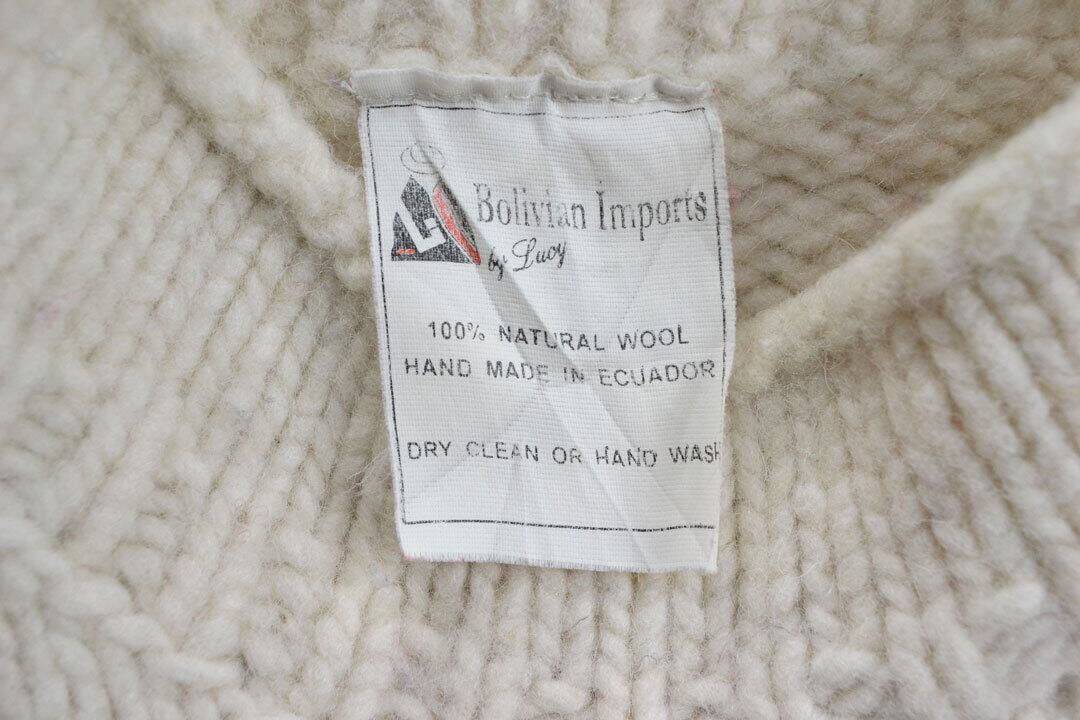 Bolivian Imports
by Lucy
100% NATURAL WOOL
HAND MADE IN ECUADOR
DRY CLEAN OR HAND WASH